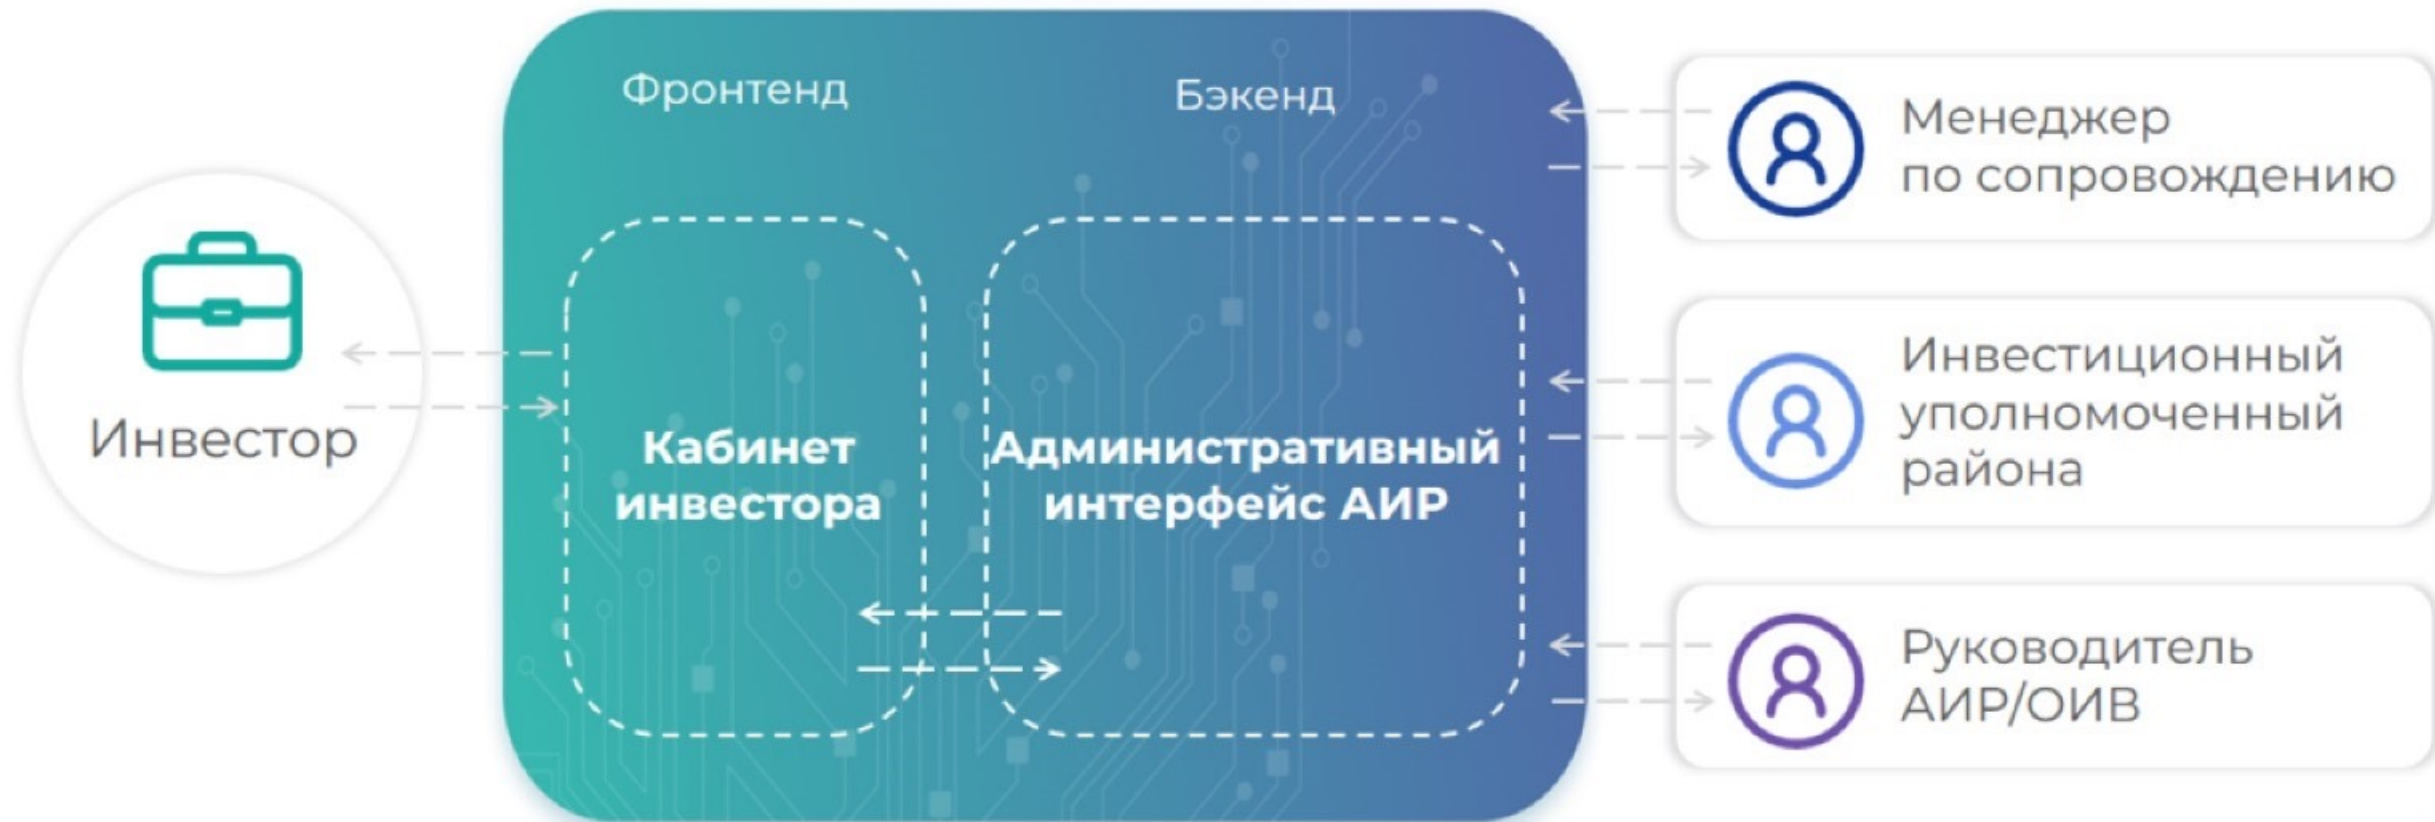 Фронтенд
Бэкенд
Инвестор
Кабинет
инвестора
Административный
интерфейс АИР
Менеджер
по сопровождению
Инвестиционный
уполномоченный
района
Руководитель
АИР/ОИВ